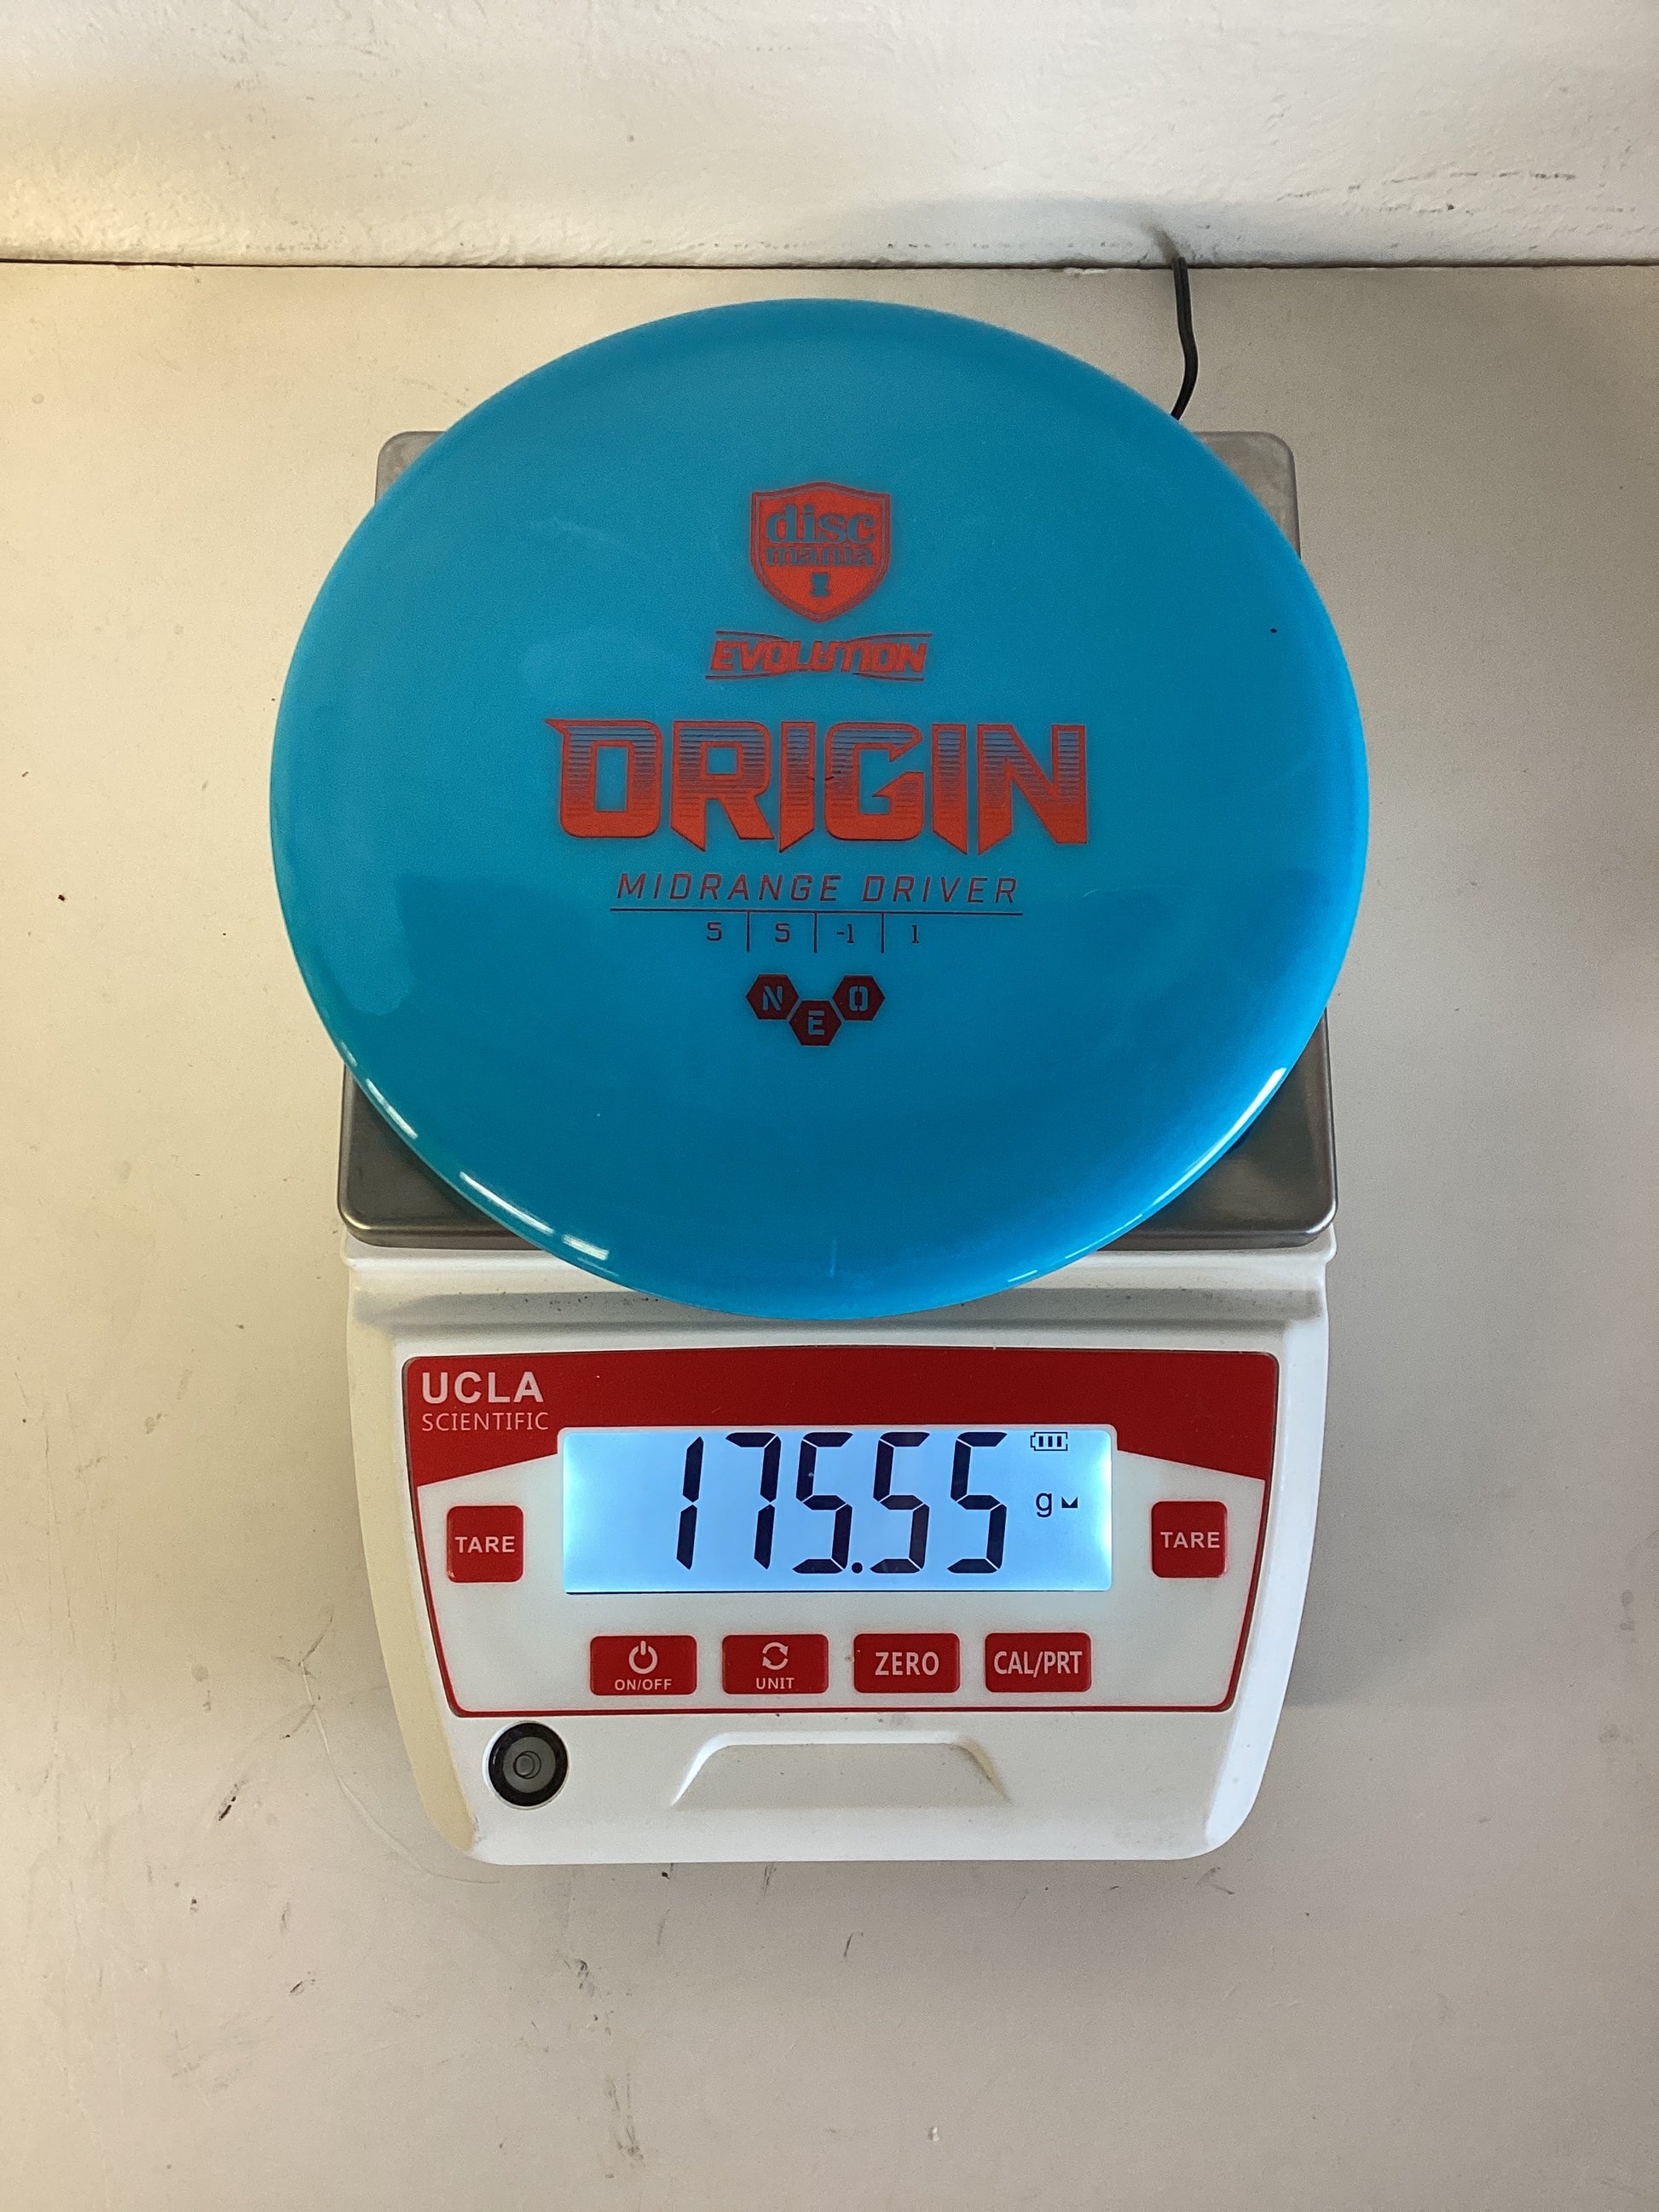 disc
mania
EVOLUTION
ORIGIN
MIDRANGE DRIVER
5 | 5 | -1 | 1
NEO
UCLA
SCIENTIFIC
175.55 g
TARE
TARE
ON/OFF
UNIT
ZERO
CAL/PRT